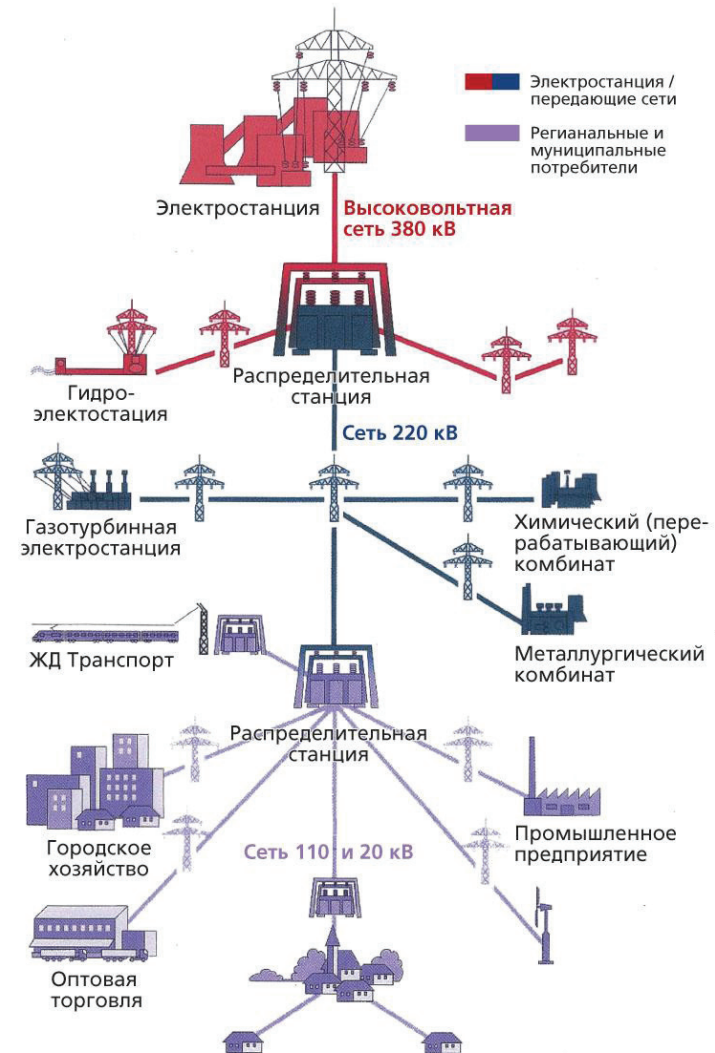 Электростанция /
передающие сети
Регианальные и
муниципальные
потребители
Электростанция
Высоковольтная
сеть 380 кВ
Гидро-
электостация
Распределительная
станция
Сеть 220 кВ
Газотурбинная
электростанция
Химический (пере-
рабатывающий)
комбинат
ЖД Транспорт
Металлургический
комбинат
Распределительная
станция
Городское
хозяйство
Сеть 110 и 20 кВ
Промышленное
предприятие
Оптовая
торговля